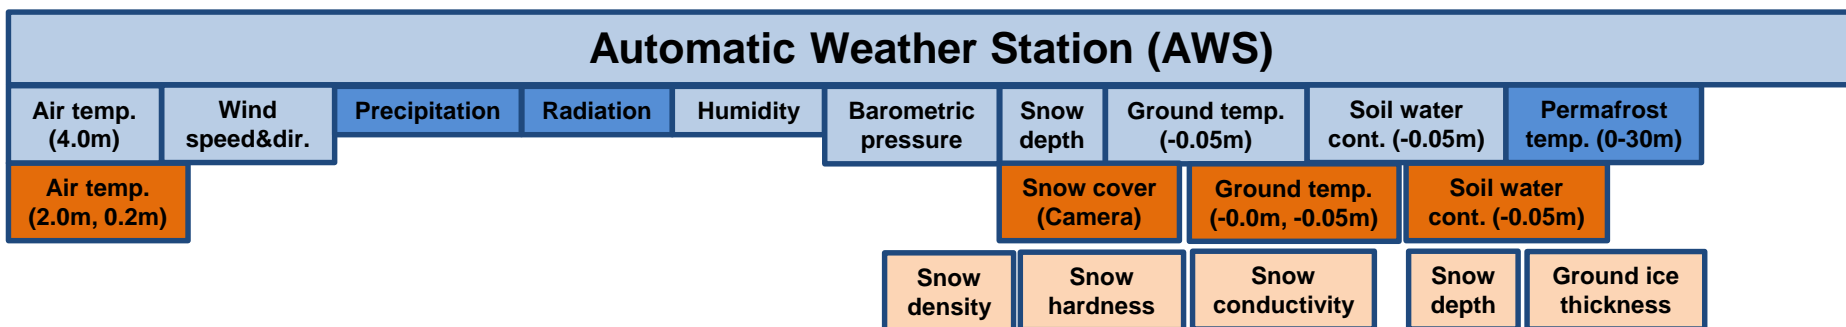 Automatic Weather Station (AWS)
Air temp.
(4.0m)
Wind
speed&dir.
Precipitation
Radiation
Humidity
Barometric
pressure
Snow
depth
Ground temp.
(-0.05m)
Soil water
cont. (-0.05m)
Permafrost
temp. (0-30m)
Air temp.
(2.0m, 0.2m)
Snow cover
(Camera)
Ground temp.
(-0.0m, -0.05m)
Soil water
cont. (-0.05m)
Snow
density
Snow
hardness
Snow
conductivity
Snow
depth
Ground ice
thickness